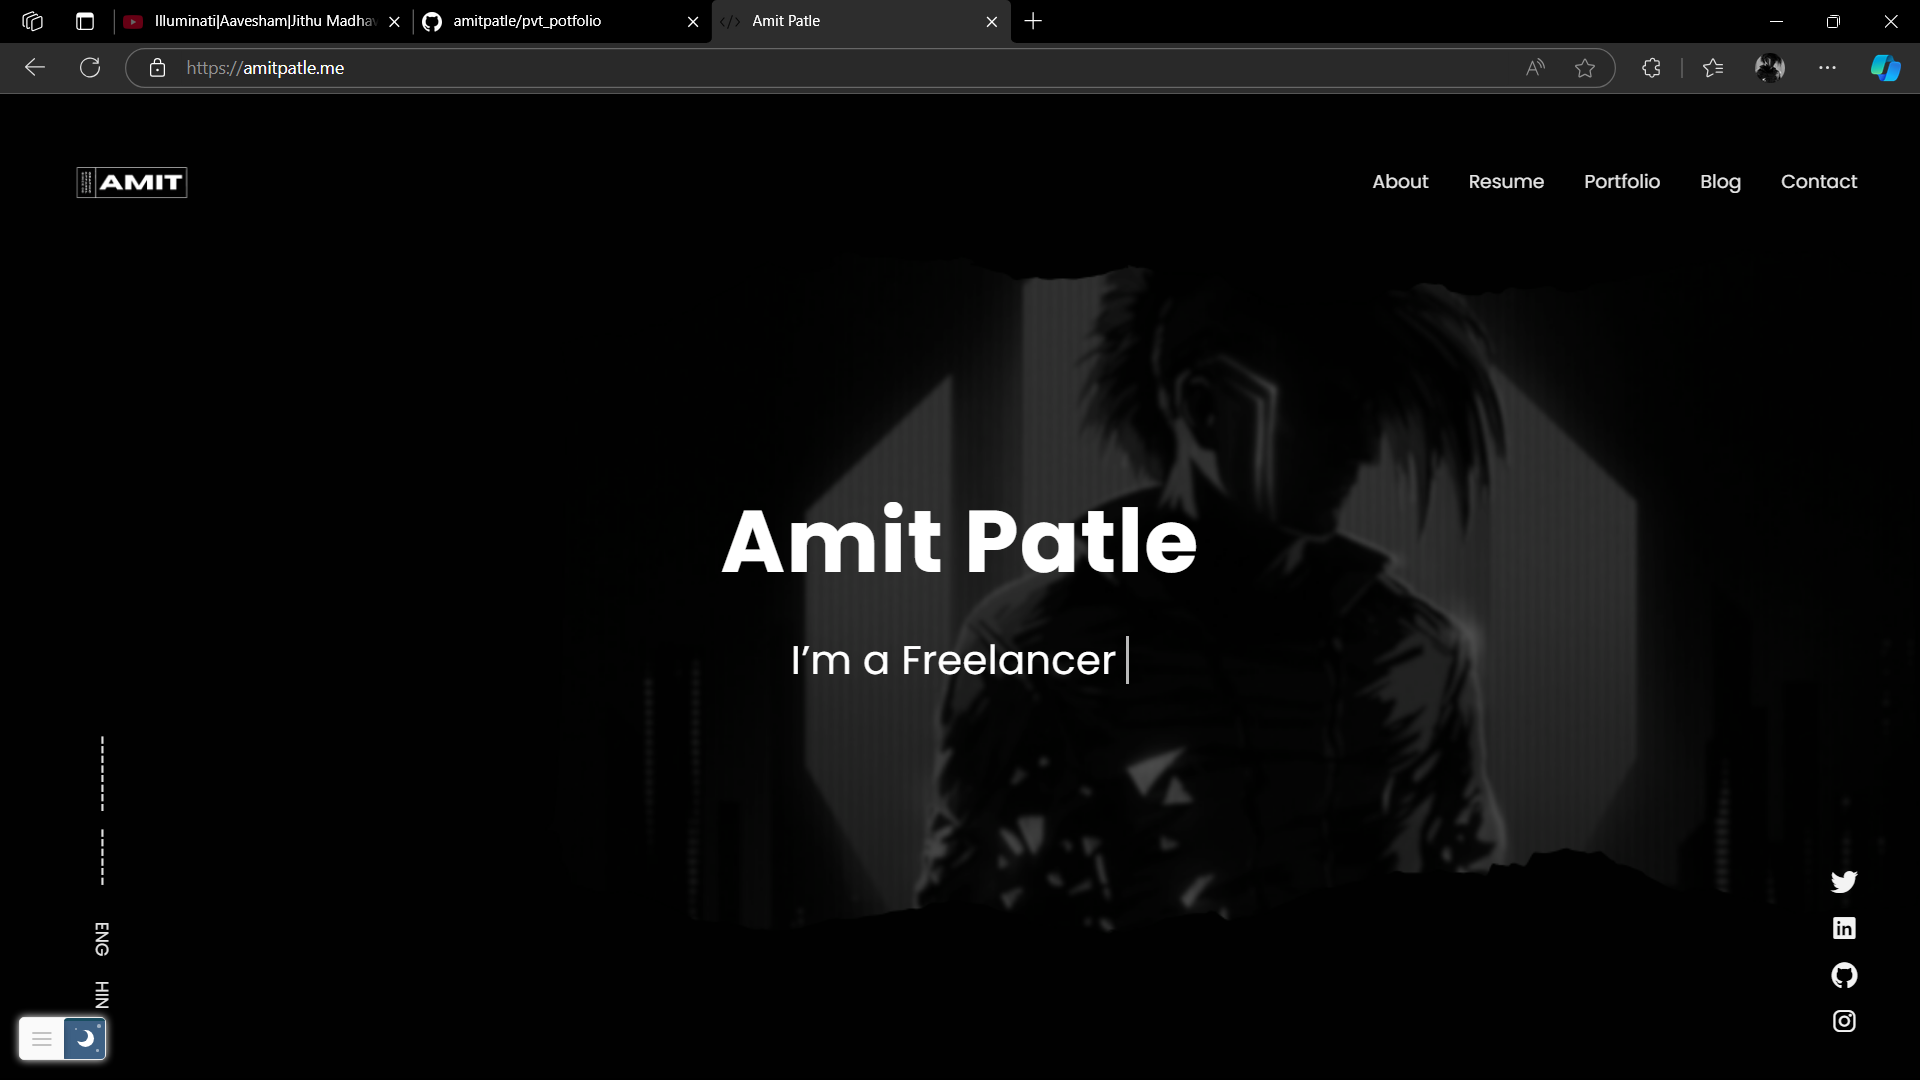 Illuminati|Aavesham|Jithu Madhav
amitpatle/pvt_potfolio
Amit Patle
https://amitpatle.me
AMIT
About
Resume
Portfolio
Blog
Contact
Amit Patle
I’m a Freelancer
ENG
HIN